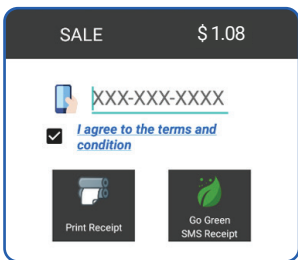 SALE $1.08
XXX-XXX-XXXX
I agree to the terms and
condition
Print Receipt
Go Green
SMS Receipt